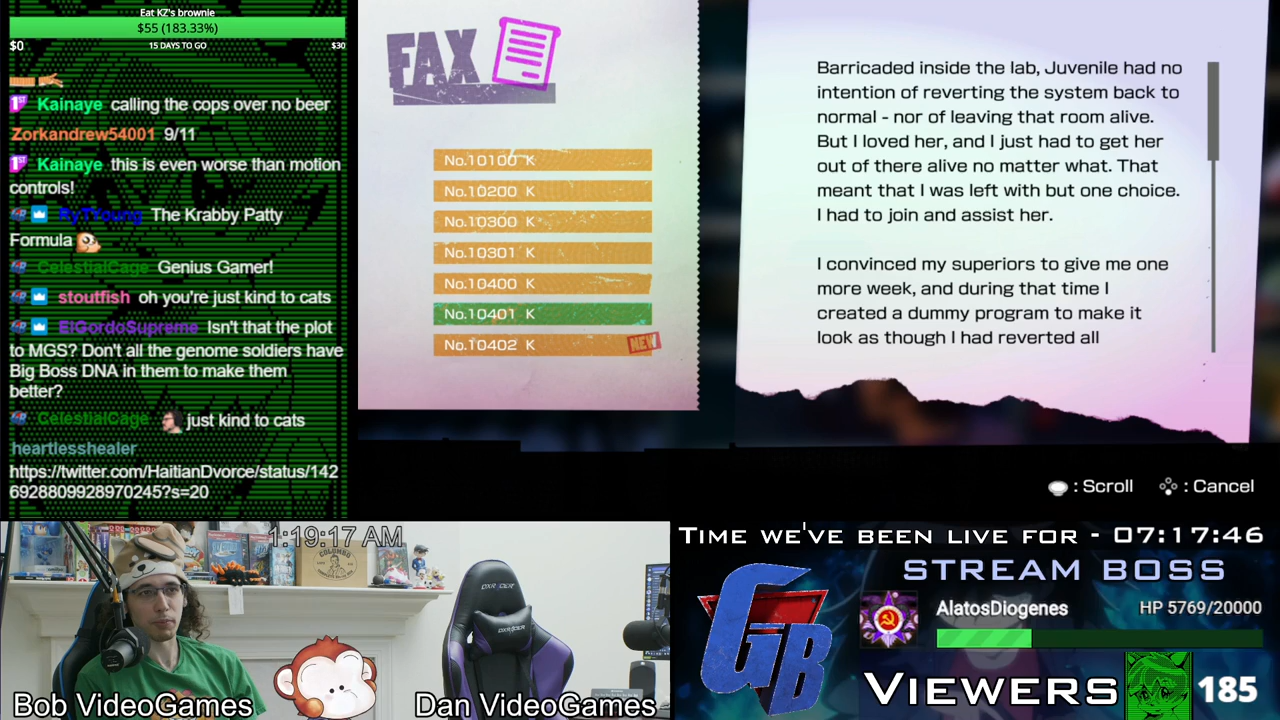 Eat KZ's brownie
$55 (183.33%)
$0 15 DAYS TO GO $30
Kainaye calling the cops over no beer
Zorkandrew54001 9/11
Kainaye this is even worse than motion
controls!
RyTYoung The Krabby Patty
Formula
CelestialCage Genius Gamer!
stoutfish oh you're just kind to cats
ElGordoSupreme Isn't that the plot
to MGS? Don't all the genome soldiers have
Big Boss DNA in them to make them
better?
CelestialCage just kind to cats
heartlesshealer
https://twitter.com/HaitianDvorce/status/142
6928809928970245?s=20
FAX
No.10100 K
No.10200 K
No.10300 K
No.10301 K
No.10400 K
No.10401 K
No.10402 K NEW
Barricaded inside the lab, Juvenile had no
intention of reverting the system back to
normal - nor of leaving that room alive.
But I loved her, and I just had to get her
out of there alive no matter what. That
meant that I was left with but one choice.
I had to join and assist her.
I convinced my superiors to give me one
more week, and during that time I
created a dummy program to make it
look as though I had reverted all
: Scroll : Cancel
1:19:17 AM
COLUMBO
DXRACER
DXRACER
Bob VideoGames
Dan VideoGames
Time we've been live for - 07:17:46
STREAM BOSS
AlatosDiogenes HP 5769/20000
GB
Viewers 185